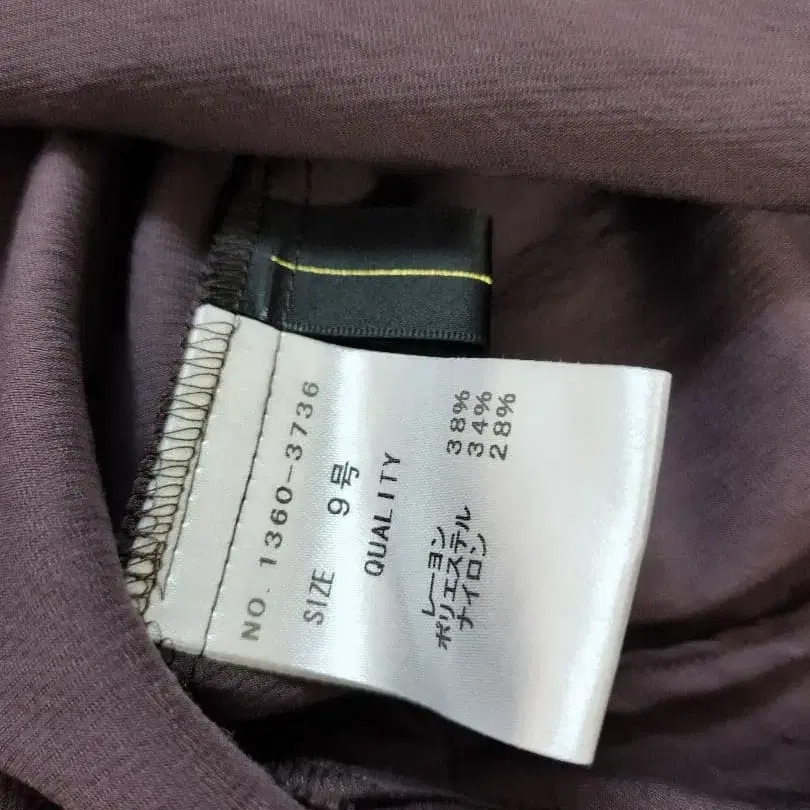 NO. 1360-3736
SIZE 9号
QUALITY
レーヨン 38%
ポリエステル 34%
ナイロン 28%